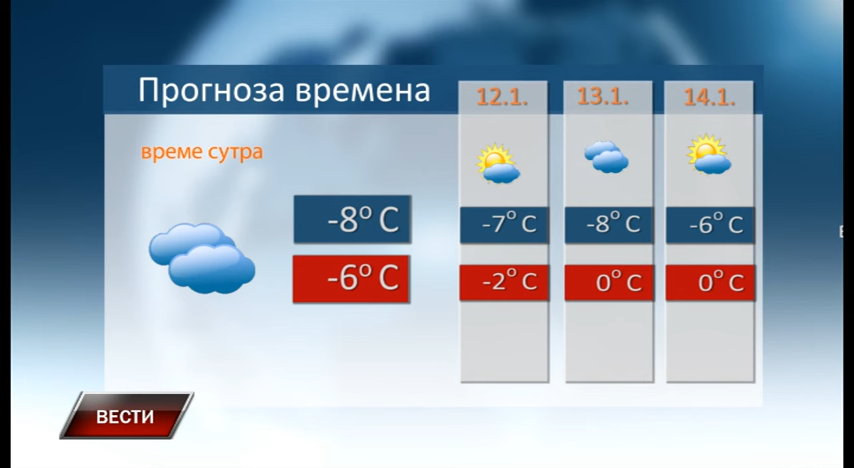 Прогноза времена
време сутра
-8° C
-6° C
12.1.
-7° C
-2° C
13.1.
-8° C
0° C
14.1.
-6° C
0° C
ВЕСТИ